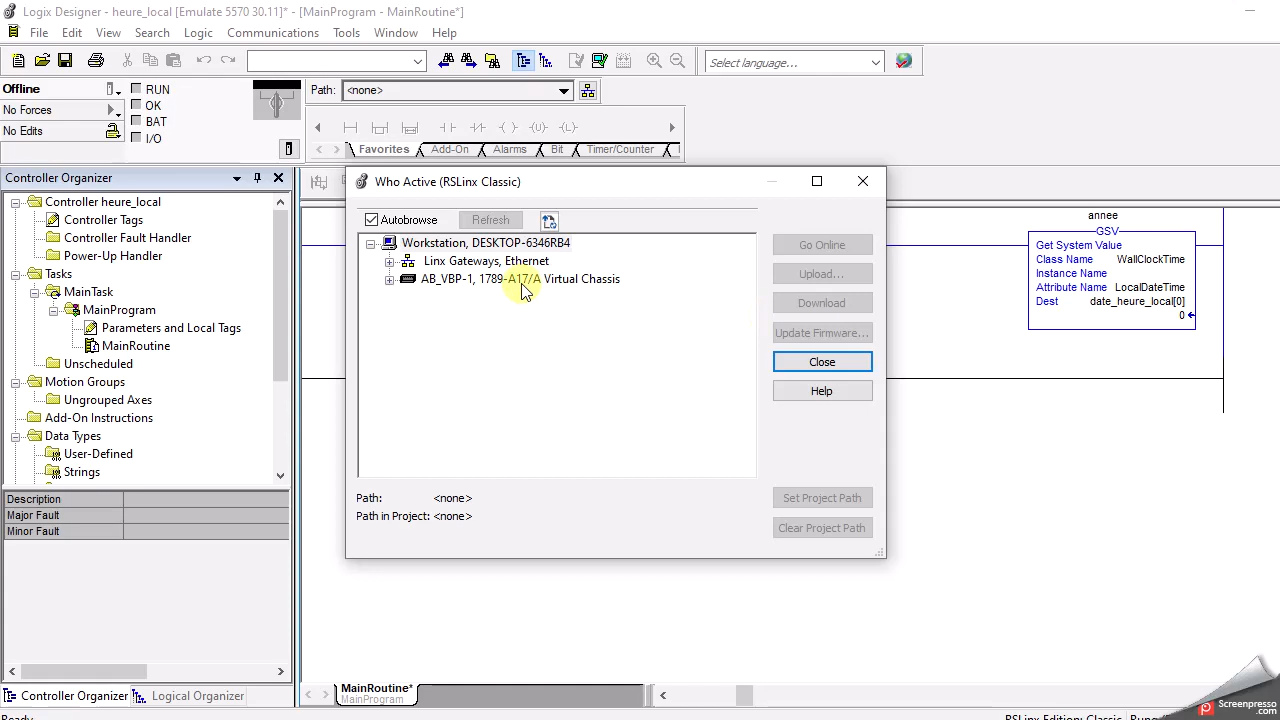 Logix Designer - heure_local [Emulate 5570 30.11]* - [MainProgram - MainRoutine*]
File Edit View Search Logic Communications Tools Window Help
Select language...
Offline
RUN
Path: <none>
No Forces
OK
No Edits
BAT
I/O
Favorites Add-On Alarms Bit Timer/Counter
Controller Organizer
Controller heure_local
Controller Tags
Controller Fault Handler
Power-Up Handler
Tasks
MainTask
MainProgram
Parameters and Local Tags
MainRoutine
Unscheduled
Motion Groups
Ungrouped Axes
Add-On Instructions
Data Types
User-Defined
Strings
Description
Major Fault
Minor Fault
Controller Organizer Logical Organizer
Who Active (RSLinx Classic)
Autobrowse Refresh
Workstation, DESKTOP-6346RB4
Linx Gateways, Ethernet
AB_VBP-1, 1789-A17/A Virtual Chassis
Go Online
Upload...
Download
Update Firmware...
Close
Help
Path: <none>
Path in Project: <none>
Set Project Path
Clear Project Path
annee
GSV
Get System Value
Class Name WallClockTime
Instance Name
Attribute Name LocalDateTime
Dest date_heure_local[0]
0
MainRoutine*
MainProgram
Ready
RSLinx Edition: Classic
Screenpresso
.com